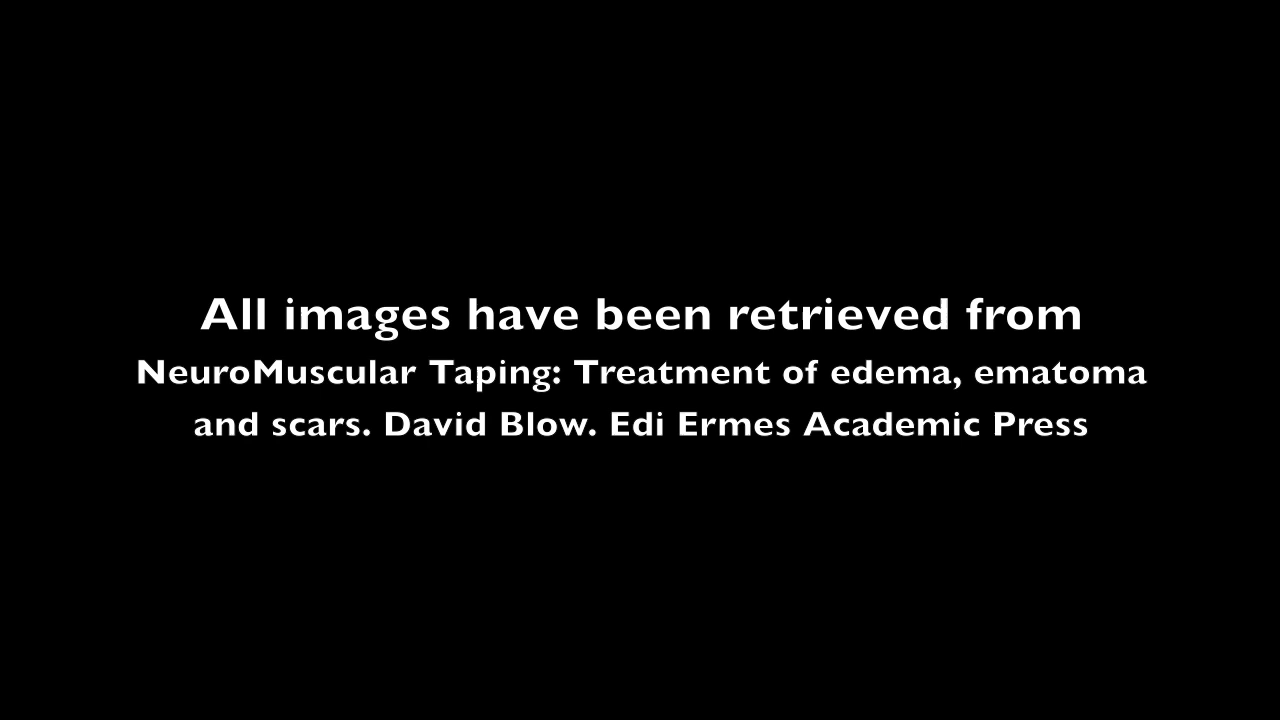 All images have been retrieved from
NeuroMuscular Taping: Treatment of edema, ematoma
and scars. David Blow. Edi Ermes Academic Press